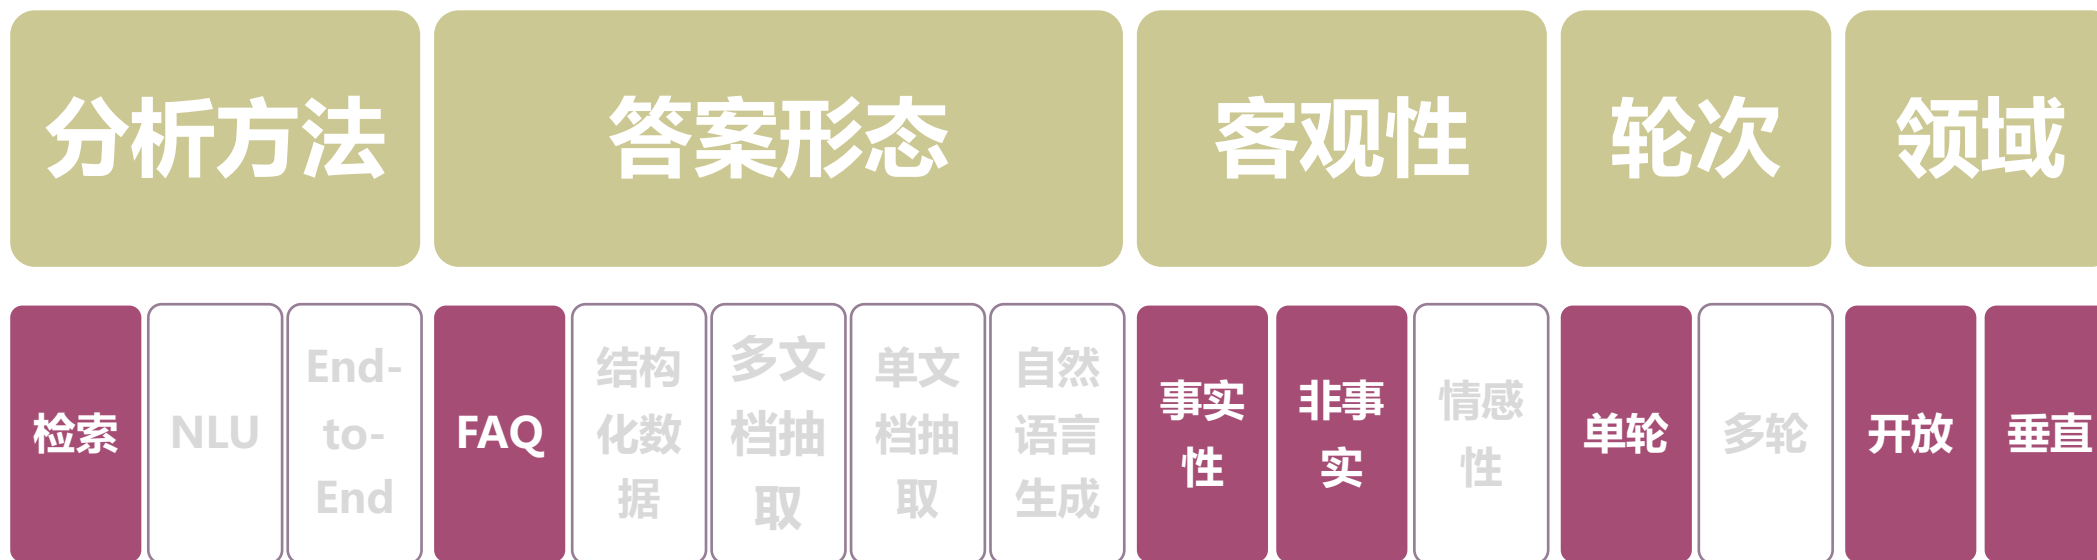 分析方法
答案形态
客观性
轮次
领域
检索
NLU
End-
to-
End
FAQ
结构
化数
据
多文
档抽
取
单文
档抽
取
自然
语言
生成
事实
性
非事
实
情感
性
单轮
多轮
开放
垂直